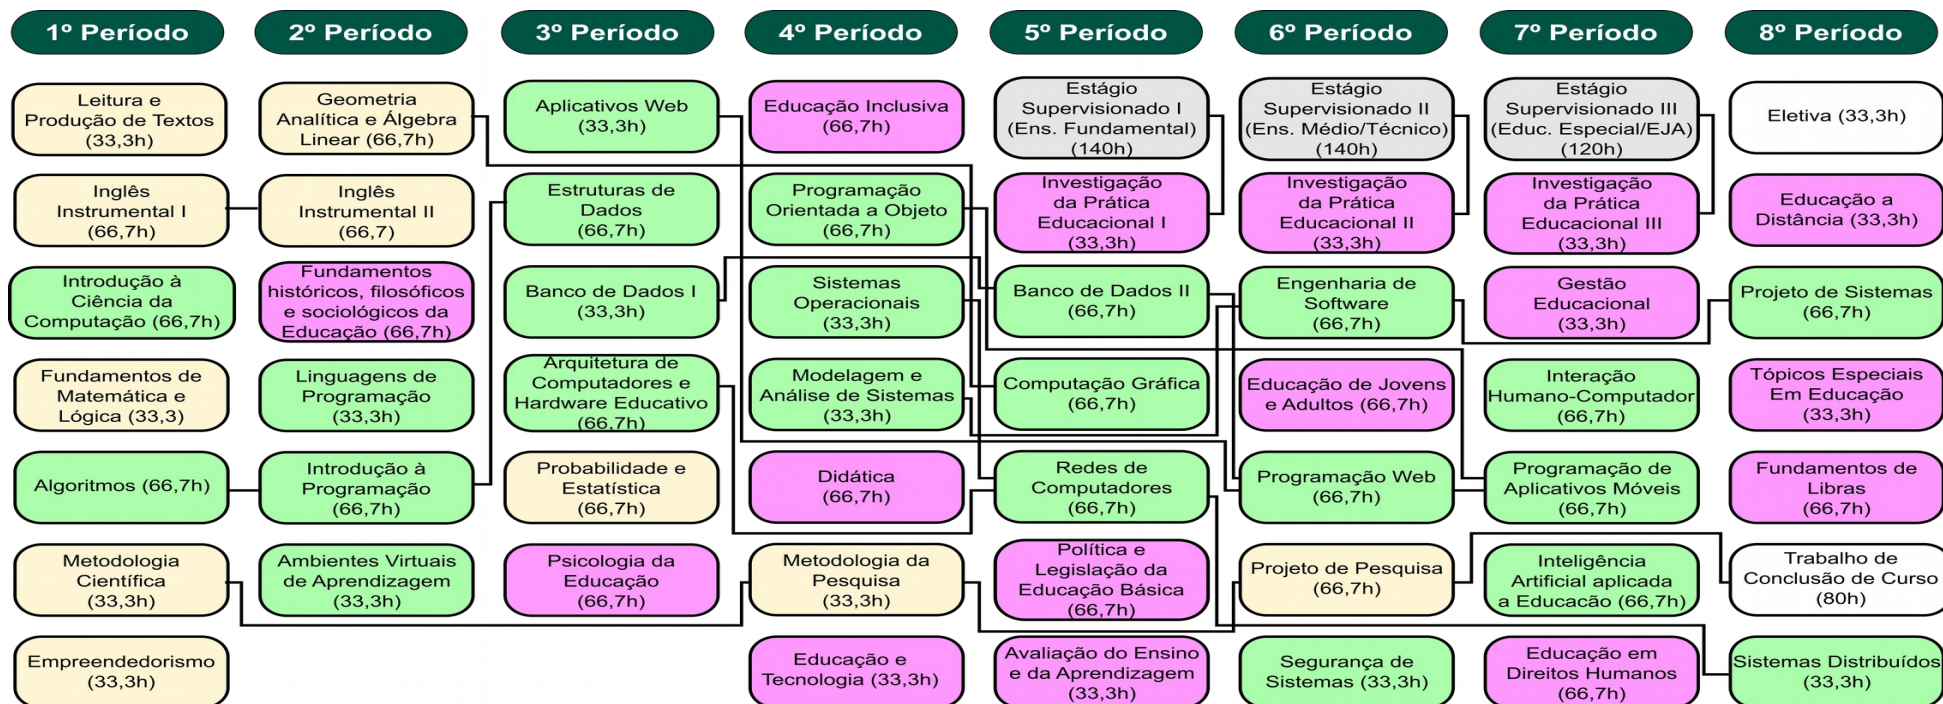 1º Período
2º Período
3º Período
4º Período
5º Período
6º Período
7º Período
8º Período
Leitura e
Produção de Textos
(33,3h)
Inglês
Instrumental I
(66,7h)
Introdução à
Ciência da
Computação (66,7h)
Fundamentos de
Matemática e
Lógica (33,3)
Algoritmos (66,7h)
Metodologia
Científica
(33,3h)
Empreendedorismo
(33,3h)
Geometria
Analítica e Álgebra
Linear (66,7h)
Inglês
Instrumental II
(66,7)
Fundamentos
históricos, filosóficos
e sociológicos da
Educação (66,7h)
Linguagens de
Programação
(33,3h)
Introdução à
Programação
(66,7h)
Ambientes Virtuais
de Aprendizagem
(33,3h)
Aplicativos Web
(33,3h)
Estruturas de
Dados
(66,7h)
Banco de Dados I
(33,3h)
Arquitetura de
Computadores e
Hardware Educativo
(66,7h)
Probabilidade e
Estatística
(66,7h)
Psicologia da
Educação
(66,7h)
Educação Inclusiva
(66,7h)
Programação
Orientada a Objeto
(66,7h)
Sistemas
Operacionais
(33,3h)
Modelagem e
Análise de Sistemas
(33,3h)
Didática
(66,7h)
Metodologia da
Pesquisa
(33,3h)
Educação e
Tecnologia (33,3h)
Estágio
Supervisionado I
(Ens. Fundamental)
(140h)
Investigação
da Prática
Educacional I
(33,3h)
Banco de Dados II
(66,7h)
Computação Gráfica
(66,7h)
Redes de
Computadores
(66,7h)
Política e
Legislação da
Educação Básica
(66,7h)
Avaliação do Ensino
e da Aprendizagem
(33,3h)
Estágio
Supervisionado II
(Ens. Médio/Técnico)
(140h)
Investigação
da Prática
Educacional II
(33,3h)
Engenharia de
Software
(66,7h)
Educação de Jovens
e Adultos (66,7h)
Programação Web
(66,7h)
Projeto de Pesquisa
(66,7h)
Segurança de
Sistemas (33,3h)
Estágio
Supervisionado III
(Educ. Especial/EJA)
(120h)
Investigação
da Prática
Educacional III
(33,3h)
Gestão
Educacional
(33,3h)
Interação
Humano-Computador
(66,7h)
Programação de
Aplicativos Móveis
(66,7h)
Inteligência
Artificial aplicada
a Educacão (66,7h)
Educação em
Direitos Humanos
(66,7h)
Eletiva (33,3h)
Educação a
Distância (33,3h)
Projeto de Sistemas
(66,7h)
Tópicos Especiais
Em Educação
(33,3h)
Fundamentos de
Libras
(66,7h)
Trabalho de
Conclusão de Curso
(80h)
Sistemas Distribuídos
(33,3h)